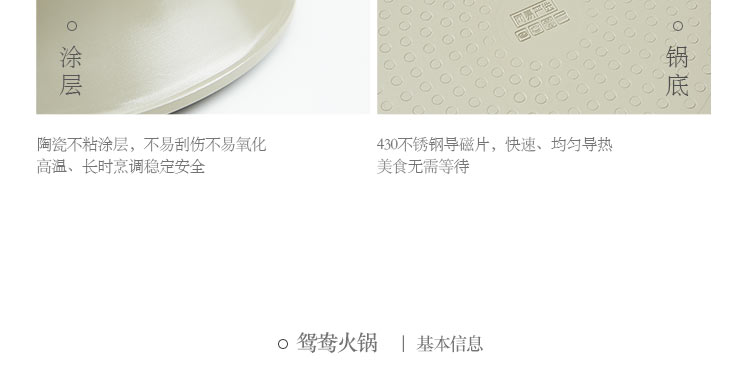 涂层
锅底
陶瓷不粘涂层，不易刮伤不易氧化
高温、长时烹调稳定安全
430不锈钢导磁片，快速、均匀导热
美食无需等待
鸳鸯火锅 | 基本信息